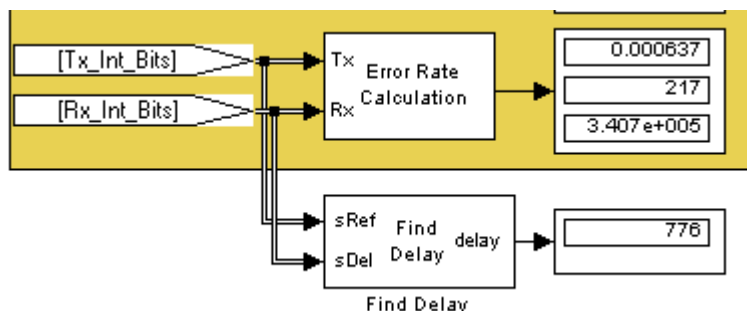 [Tx_Int_Bits]
[Rx_Int_Bits]
Tx
Rx
Error Rate
Calculation
0.000637
217
3.407e+005
sRef
sDel
Find
Delay
delay
776
Find Delay